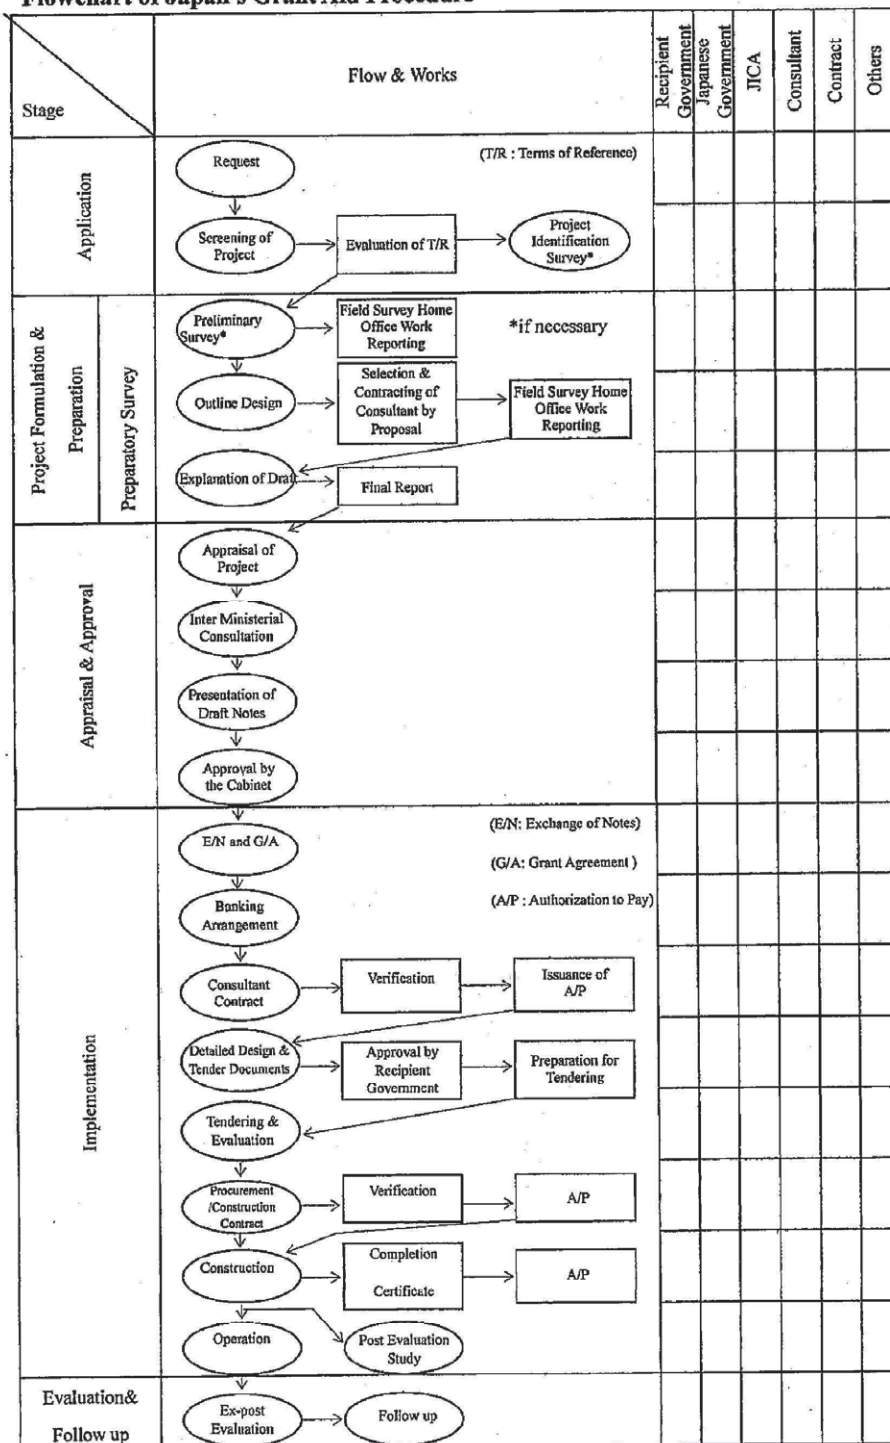 Flowchart of Japan's Grant Aid Procedure
Stage
Flow & Works
Recipient
Government
Japanese
Government
JICA
Consultant
Contract
Others
Application
Request
(T/R : Terms of Reference)
Screening of
Project
Evaluation of T/R
Project
Identification
Survey*
Project Formulation &
Preparation
Preparatory Survey
Preliminary
Survey*
Field Survey Home
Office Work
Reporting
*if necessary
Outline Design
Selection &
Contracting of
Consultant by
Proposal
Field Survey Home
Office Work
Reporting
Explanation of Draft
Final Report
Appraisal & Approval
Appraisal of
Project
Inter Ministerial
Consultation
Presentation of
Draft Notes
Approval by
the Cabinet
Implementation
E/N and G/A
(E/N: Exchange of Notes)
(G/A: Grant Agreement )
(A/P : Authorization to Pay)
Banking
Arrangement
Consultant
Contract
Verification
Issuance of
A/P
Detailed Design &
Tender Documents
Approval by
Recipient
Government
Preparation for
Tendering
Tendering &
Evaluation
Procurement
/Construction
Contract
Verification
A/P
Construction
Completion
Certificate
A/P
Operation
Post Evaluation
Study
Evaluation&
Follow up
Ex-post
Evaluation
Follow up